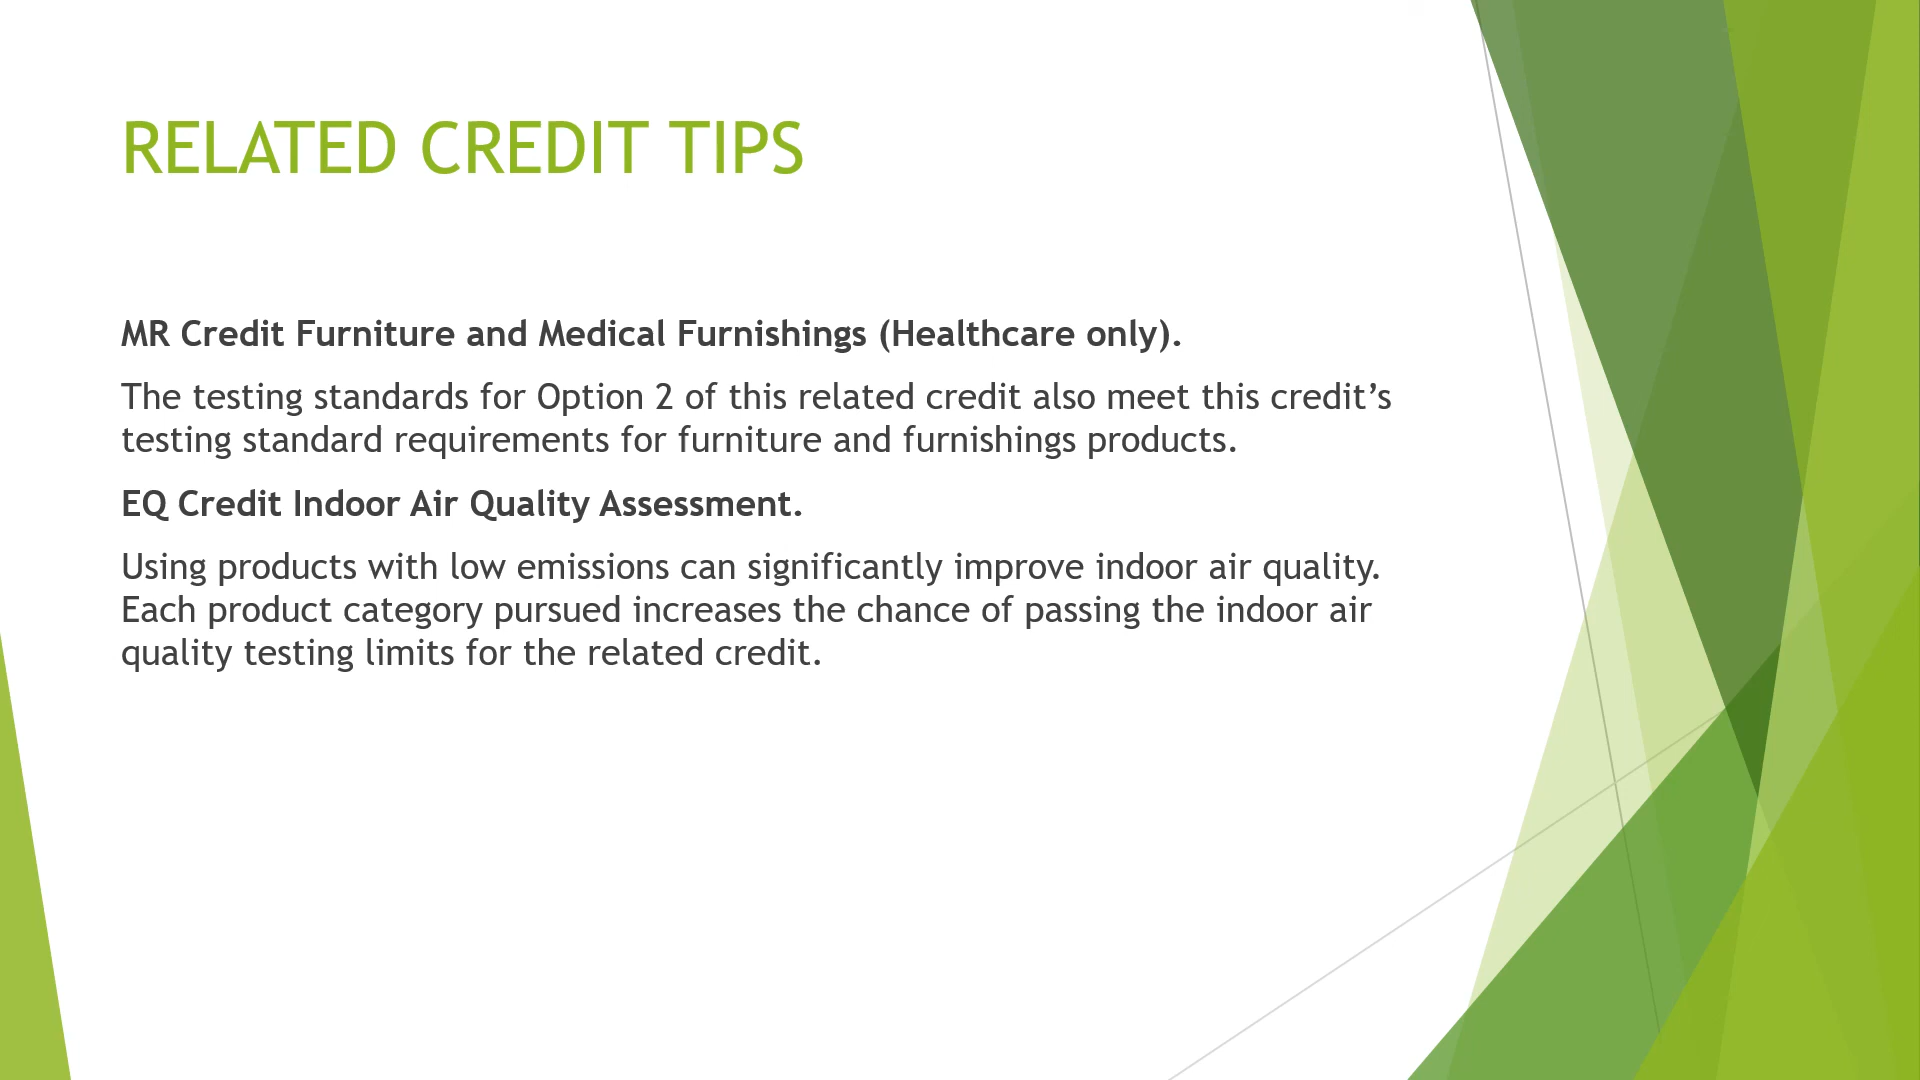 RELATED CREDIT TIPS
MR Credit Furniture and Medical Furnishings (Healthcare only).
The testing standards for Option 2 of this related credit also meet this credit’s
testing standard requirements for furniture and furnishings products.
EQ Credit Indoor Air Quality Assessment.
Using products with low emissions can significantly improve indoor air quality.
Each product category pursued increases the chance of passing the indoor air
quality testing limits for the related credit.